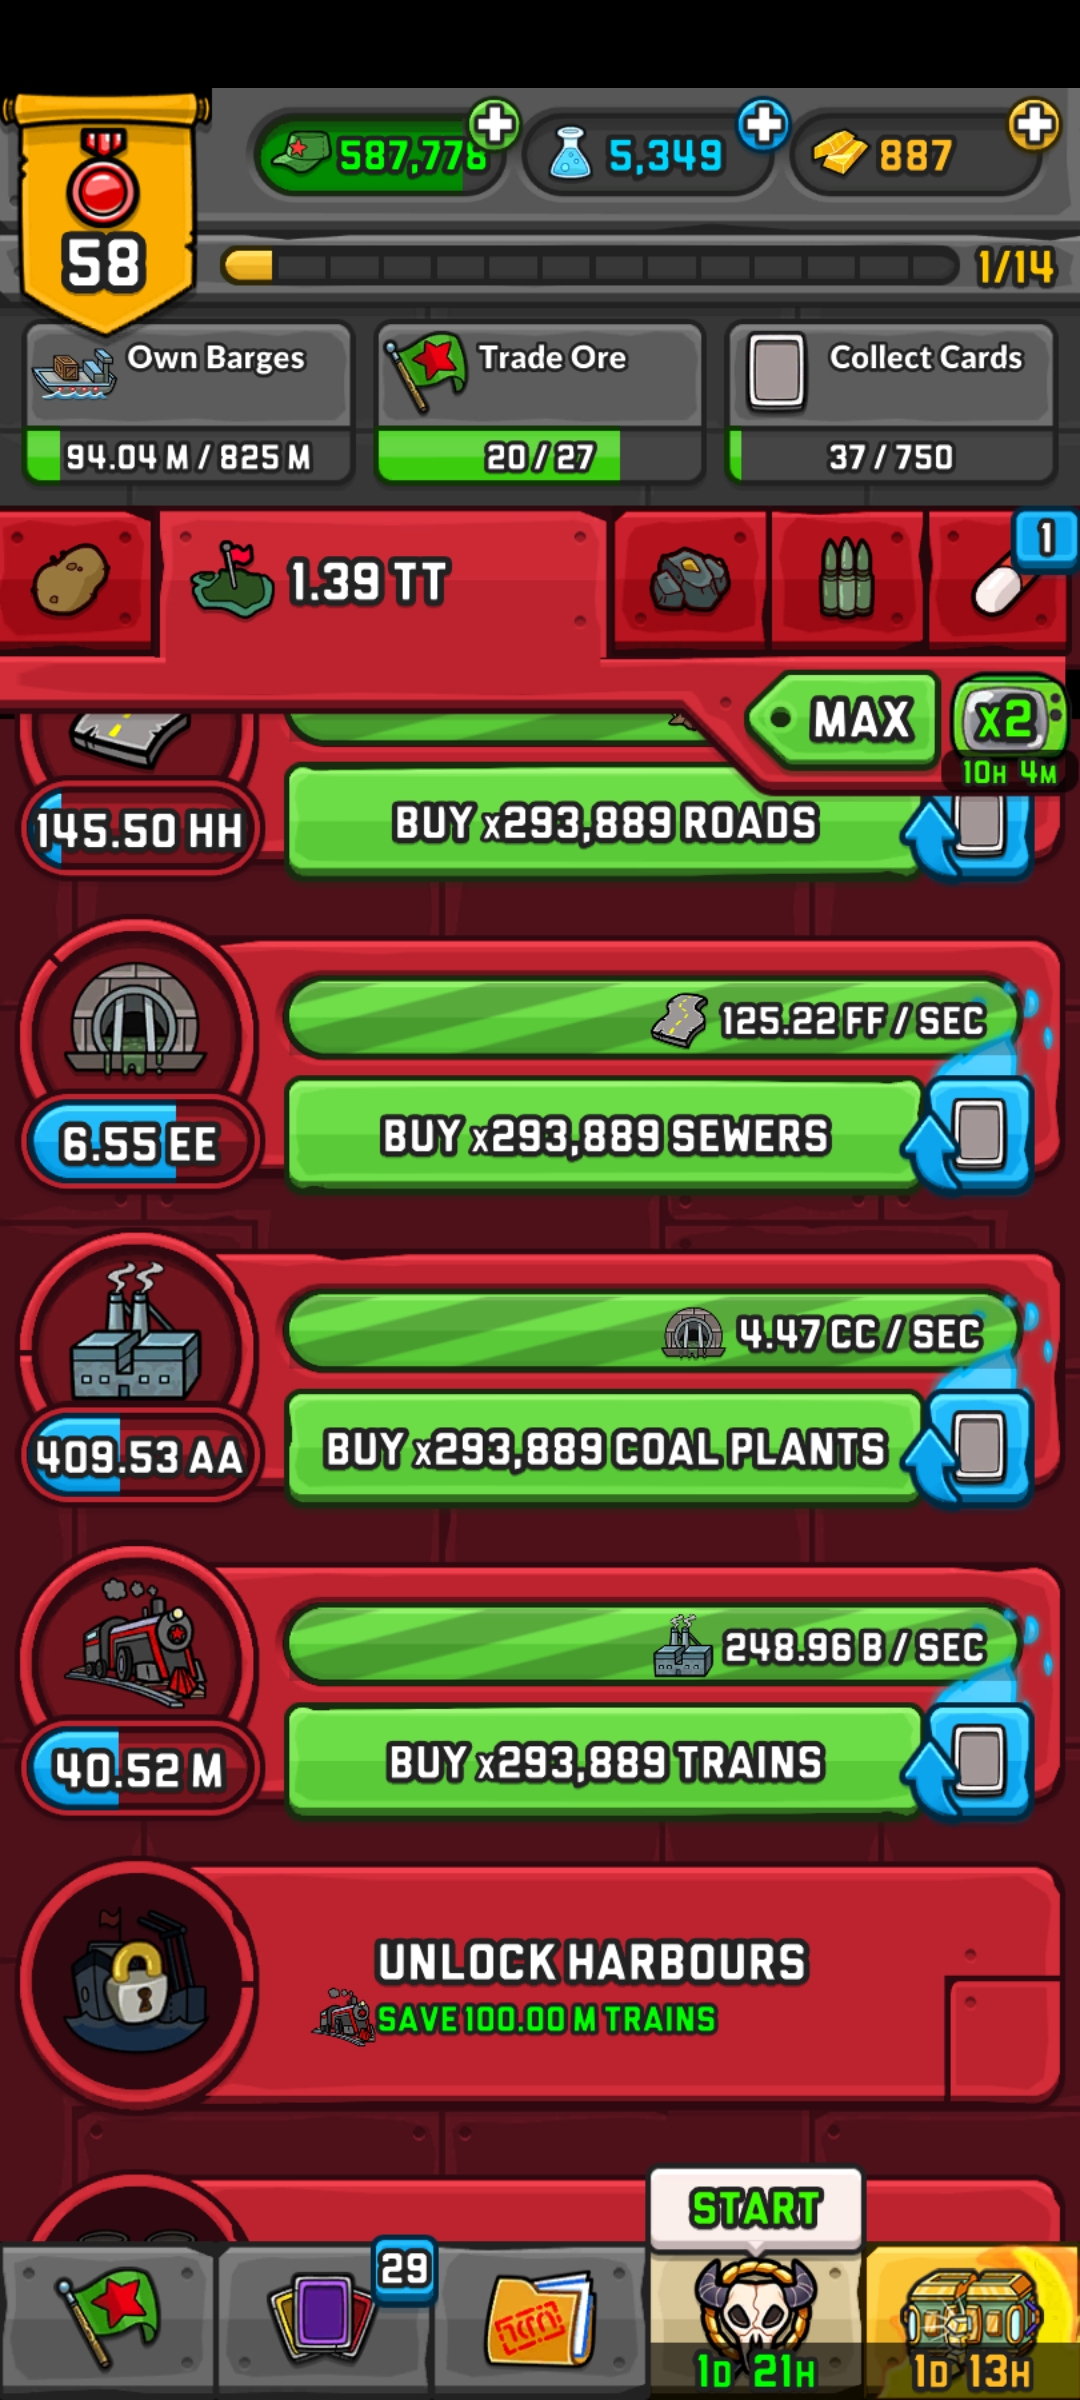 587,778
5,349
887
58
1/14
Own Barges
Trade Ore
Collect Cards
94.04 M / 825 M
20 / 27
37 / 750
1.39 TT
1
MAX
x2
10H 4M
145.50 HH
BUY x293,889 ROADS
125.22 FF / SEC
6.55 EE
BUY x293,889 SEWERS
4.47 CC / SEC
409.53 AA
BUY x293,889 COAL PLANTS
248.96 B / SEC
40.52 M
BUY x293,889 TRAINS
UNLOCK HARBOURS
SAVE 100.00 M TRAINS
START
29
1D 21H
1D 13H